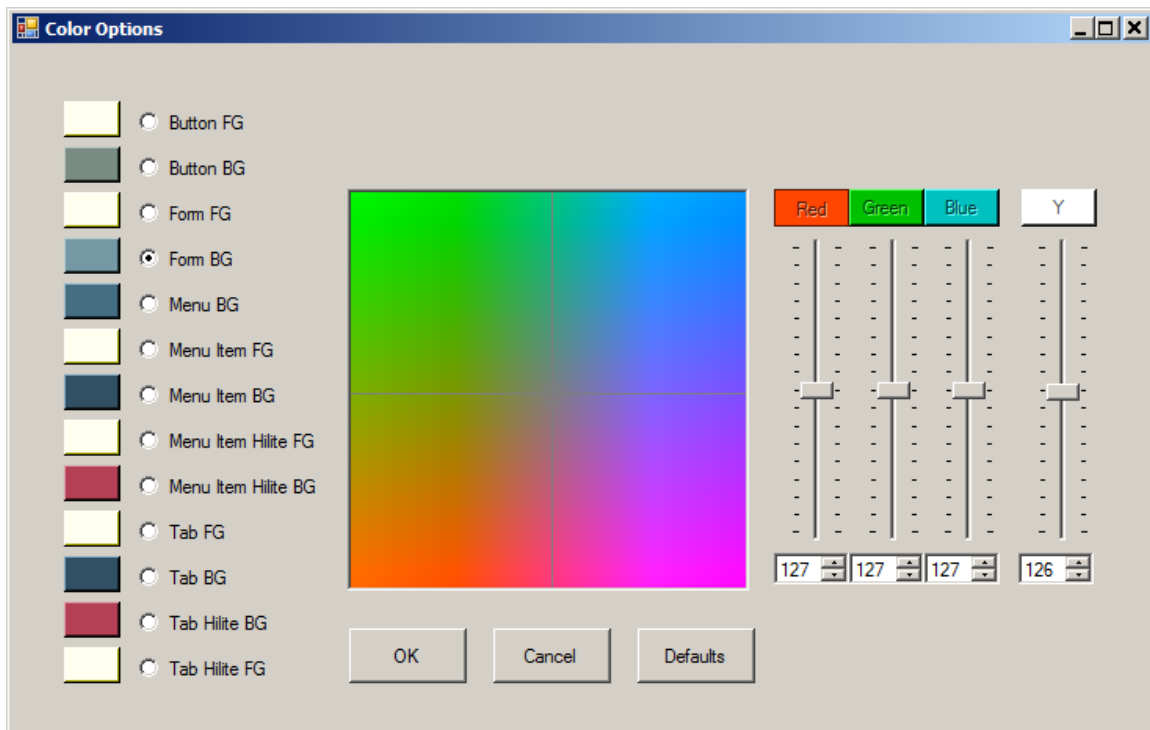 Color Options
Button FG
Button BG
Form FG
Form BG
Menu BG
Menu Item FG
Menu Item BG
Menu Item Hilite FG
Menu Item Hilite BG
Tab FG
Tab BG
Tab Hilite BG
Tab Hilite FG
Red Green Blue Y
127 127 127 126
OK Cancel Defaults